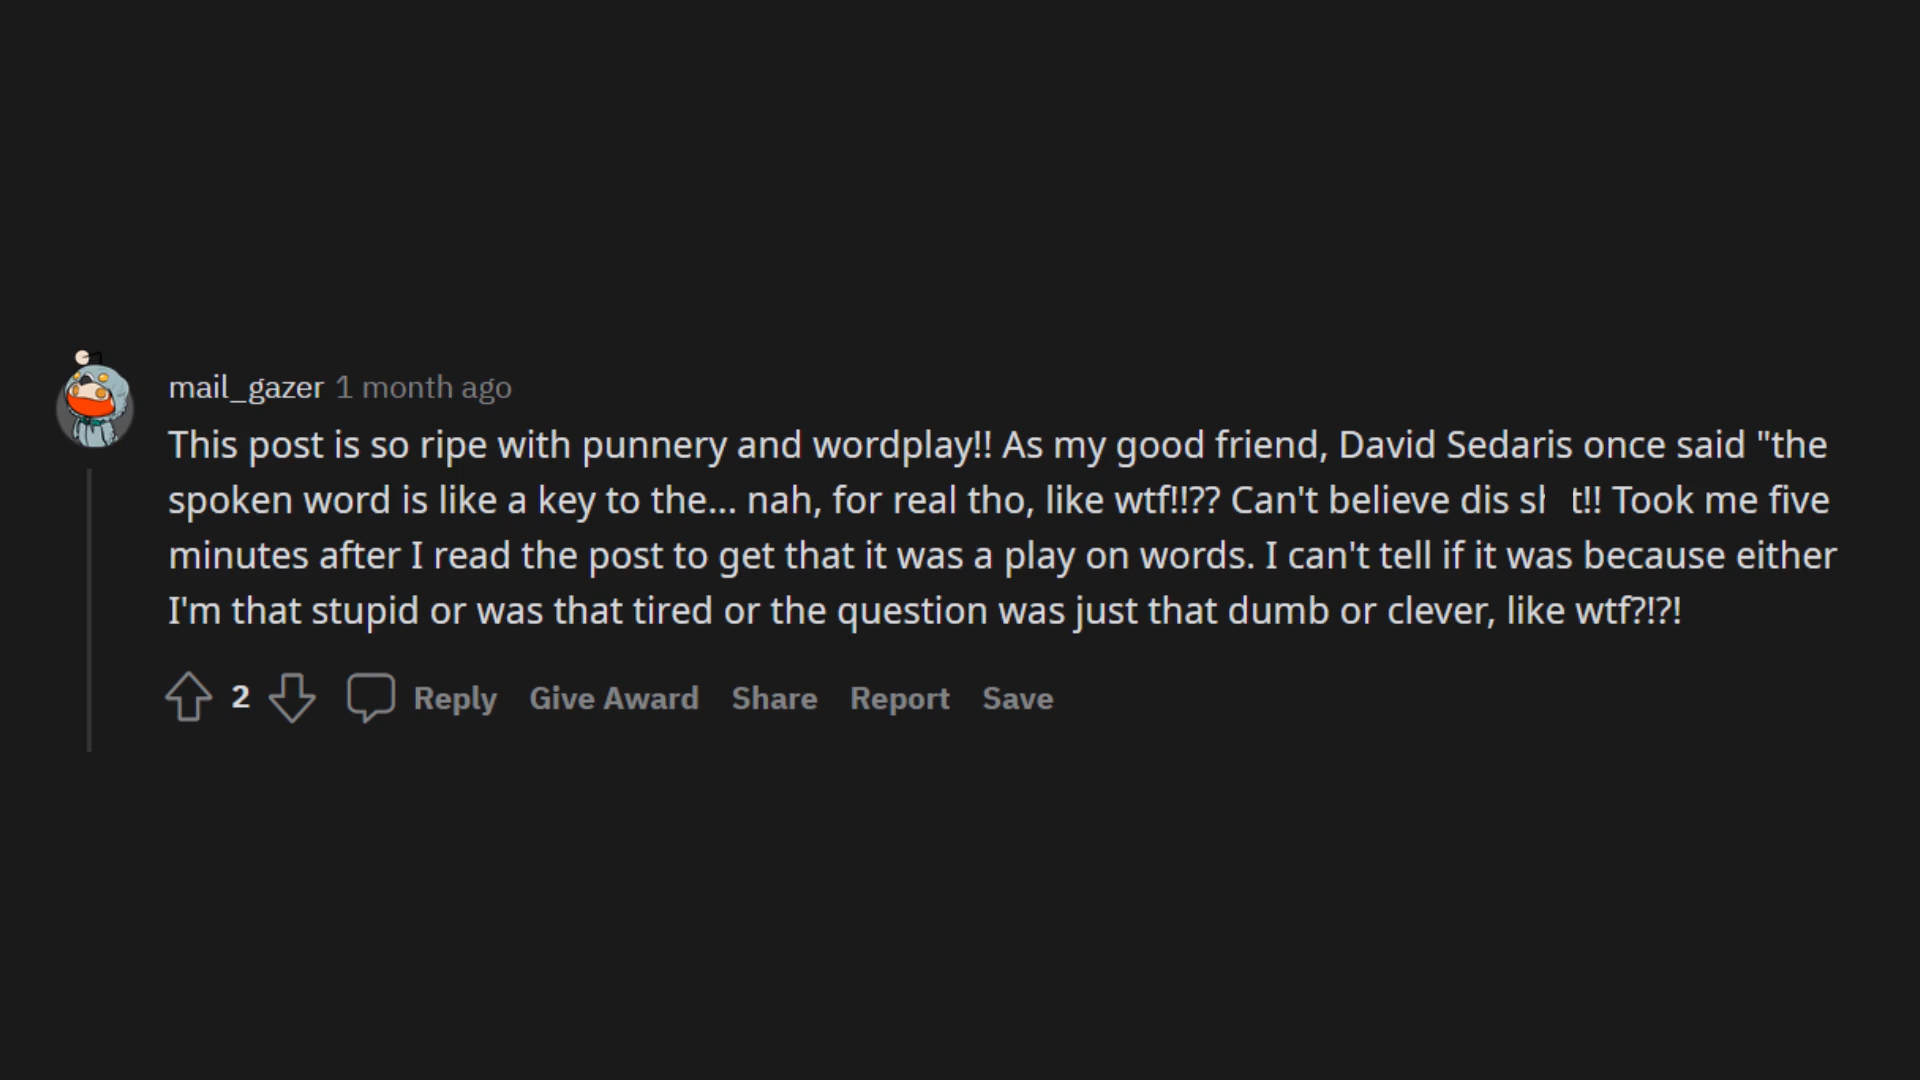 mail_gazer 1 month ago
This post is so ripe with punnery and wordplay!! As my good friend, David Sedaris once said "the
spoken word is like a key to the... nah, for real tho, like wtf!!?? Can't believe dis t!! Took me five
minutes after I read the post to get that it was a play on words. I can't tell if it was because either
I'm that stupid or was that tired or the question was just that dumb or clever, like wtf?!?!
2 Reply Give Award Share Report Save